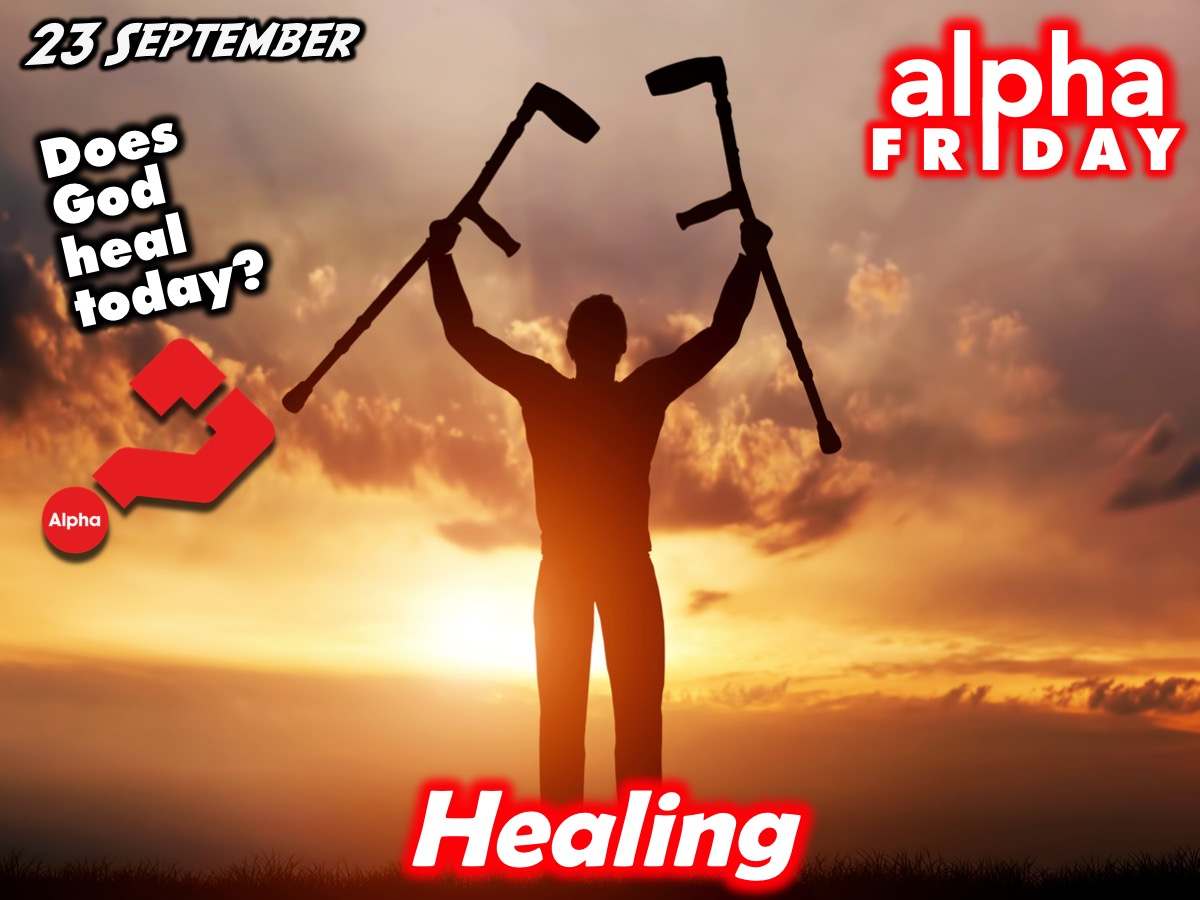 23 September
alpha
FRIDAY
Does
God
heal
today?
Alpha
Healing